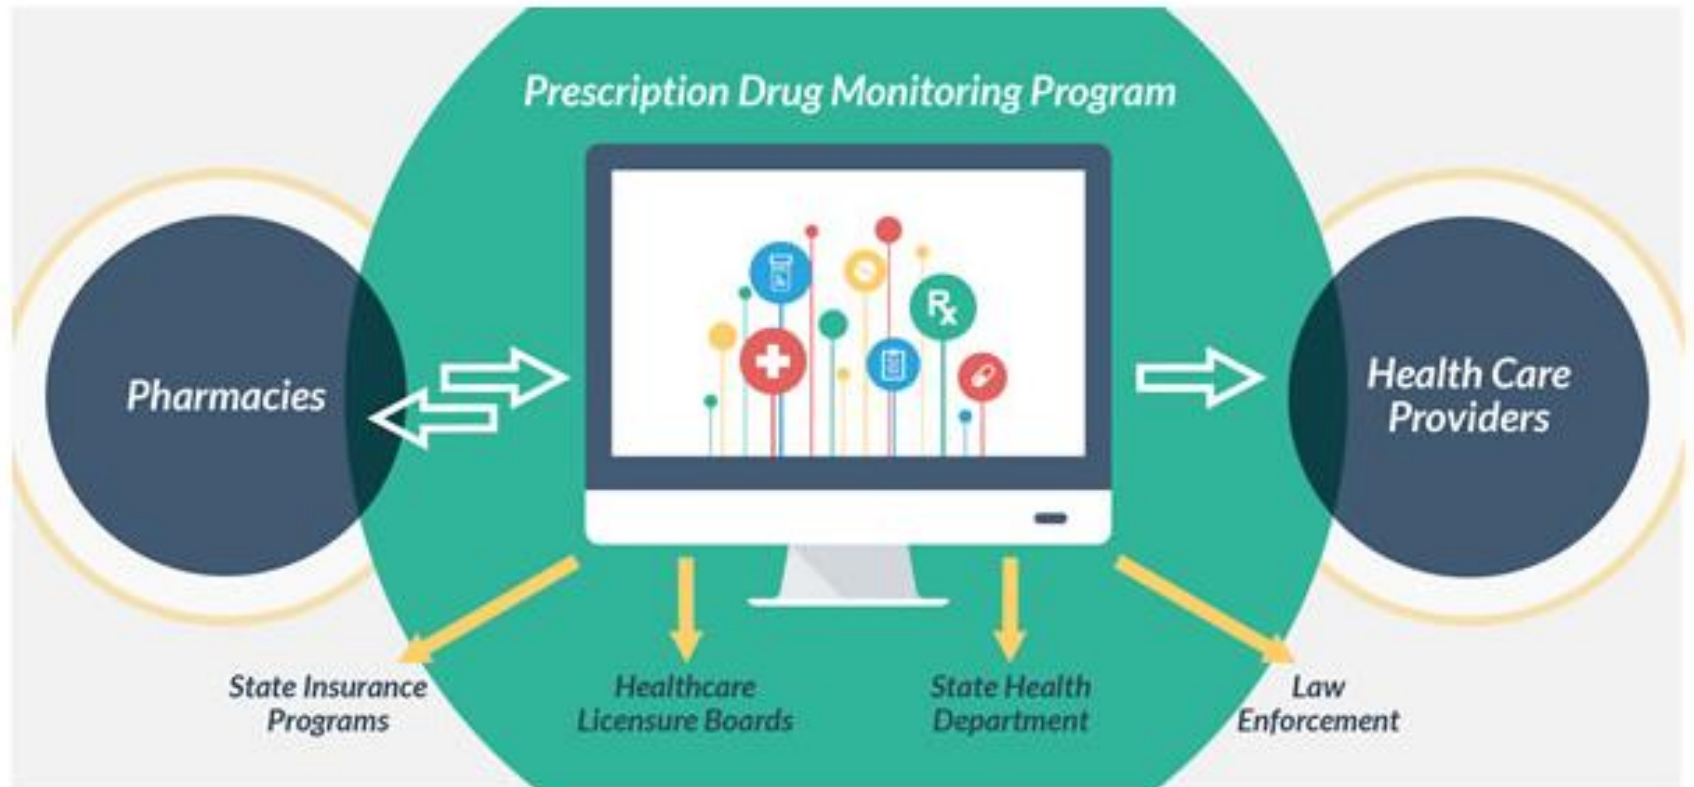 Prescription Drug Monitoring Program
Rx
Pharmacies
Health Care
Providers
State Insurance
Programs
Healthcare
Licensure Boards
State Health
Department
Law
Enforcement